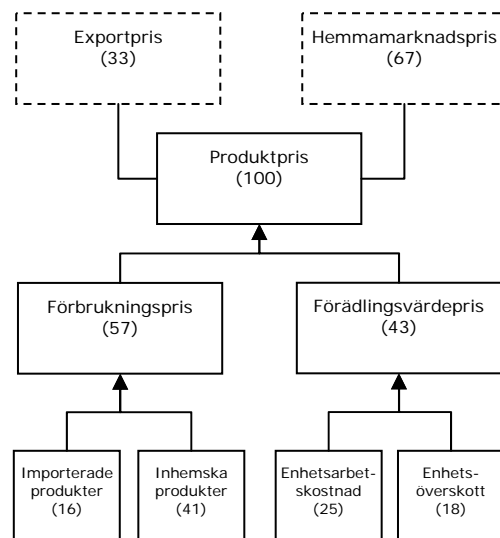 Exportpris
(33)
Hemmamarknadspris
(67)
Produktpris
(100)
Förbrukningspris
(57)
Förädlingsvärdepris
(43)
Importerade
produkter
(16)
Inhemska
produkter
(41)
Enhetsarbet-
skostnad
(25)
Enhets-
överskott
(18)